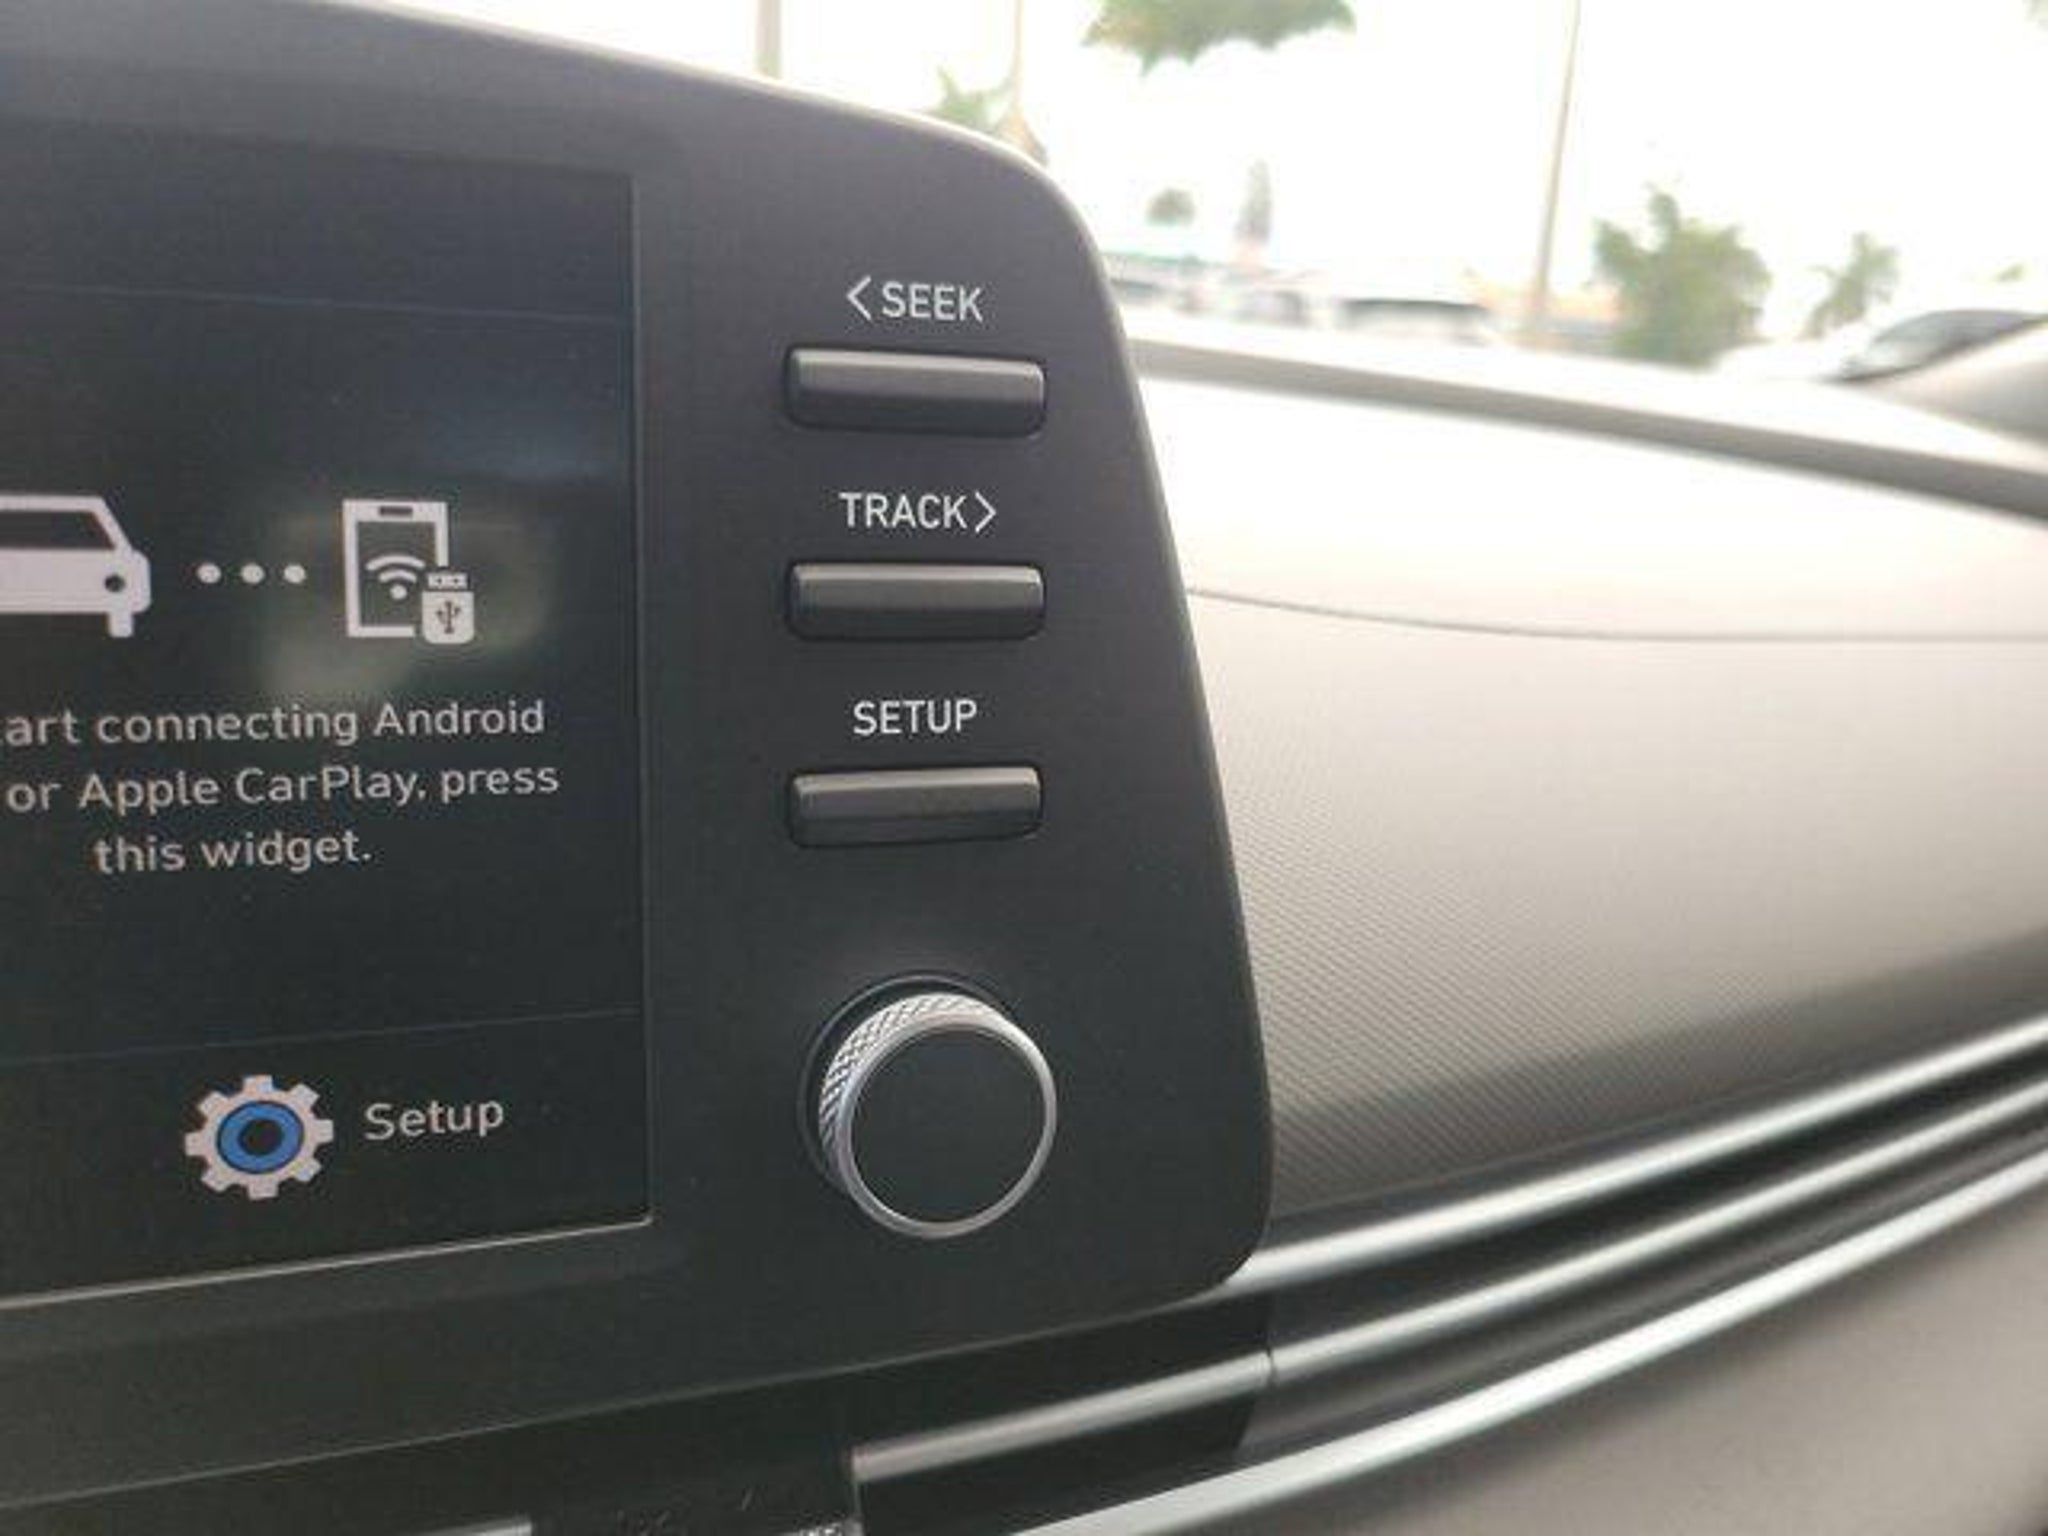 <SEEK
TRACK>
SETUP
art connecting Android
or Apple CarPlay, press
this widget.
Setup